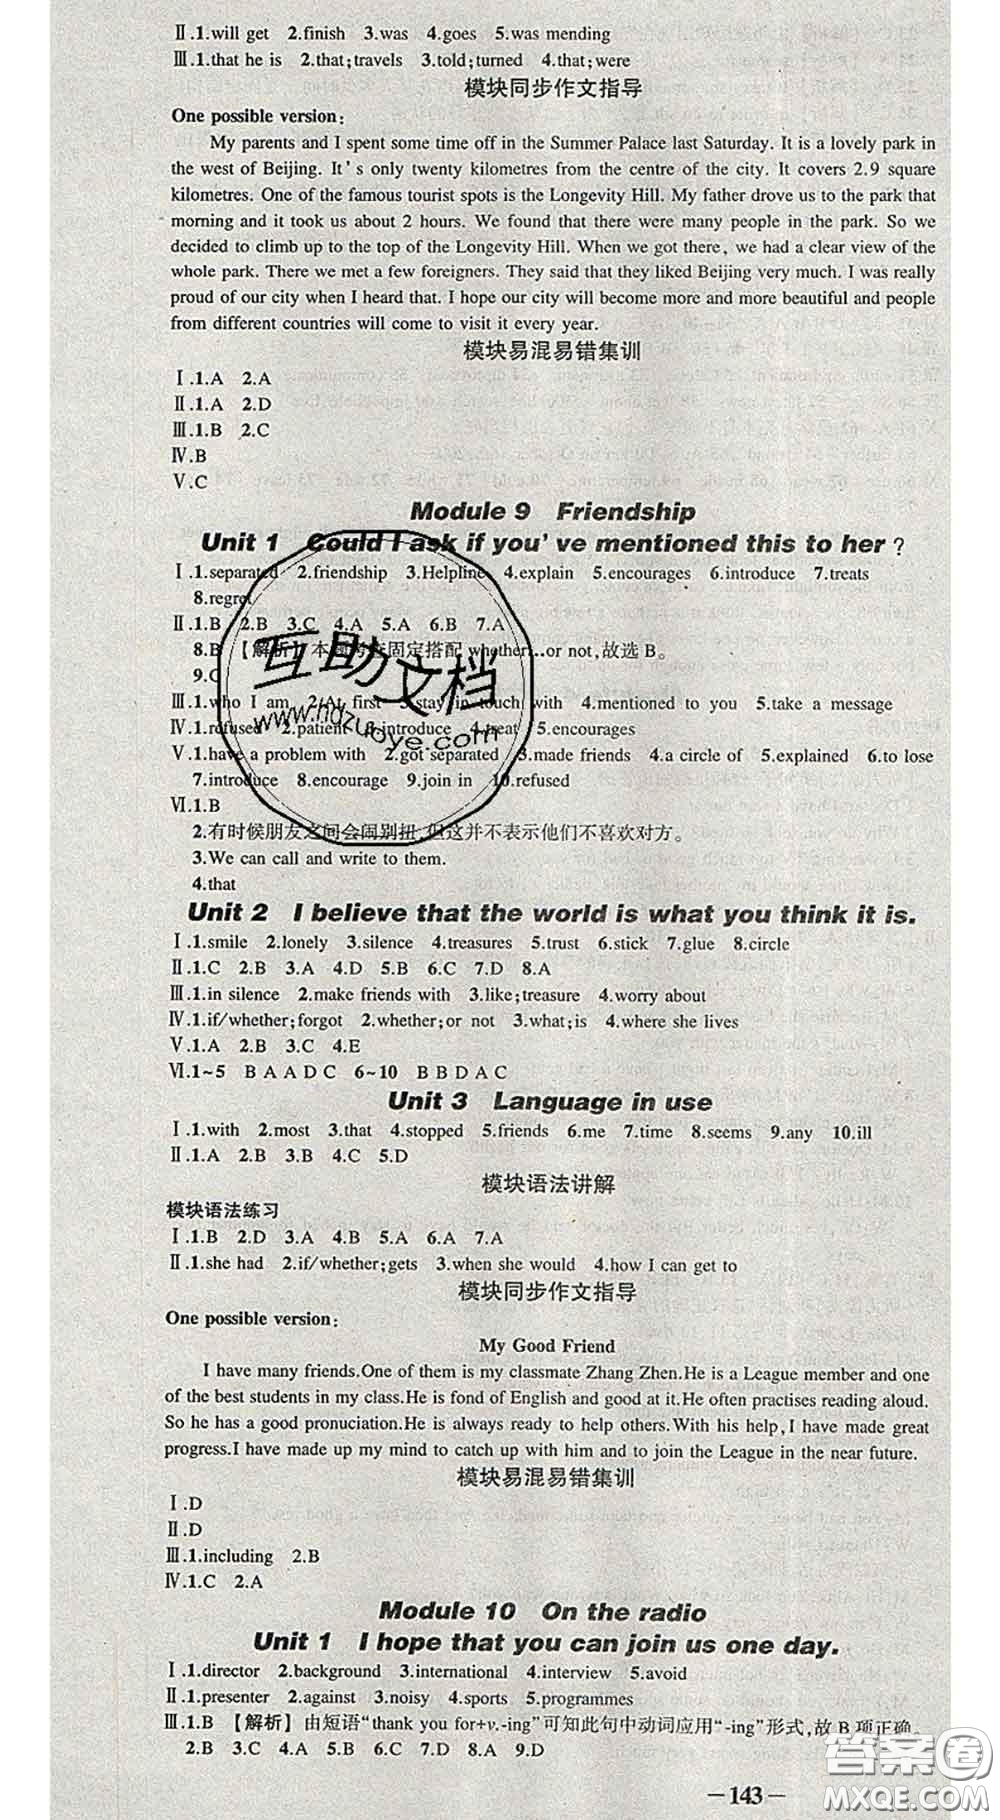 Ⅱ.1.will get 2.finish 3.was 4.goes 5.was mending
Ⅲ.1.that he is 2.that;travels 3.told;turned 4.that;were
模块同步作文指导
One possible version:
My parents and I spent some time off in the Summer Palace last Saturday. It is a lovely park in
the west of Beijing. It's only twenty kilometres from the centre of the city. It covers 2.9 square
kilometres. One of the famous tourist spots is the Longevity Hill. My father drove us to the park that
morning and it took us about 2 hours. We found that there were many people in the park. So we
decided to climb up to the top of the Longevity Hill. When we got there, we had a clear view of the
whole park. There we met a few foreigners. They said that they liked Beijing very much. I was really
proud of our city when I heard that. I hope our city will become more and more beautiful and people
from different countries will come to visit it every year.
模块易混易错集训
Ⅰ.1.A 2.A
Ⅱ.1.A 2.D
Ⅲ.1.B 2.C
Ⅳ.B
Ⅴ.C
Module 9 Friendship
Unit 1 Could I ask if you've mentioned this to her?
Ⅰ.1.separated 2.friendship 3.Helpline 4.explain 5.encourages 6.introduce 7.treats
8.regret
Ⅱ.1.B 2.B 3.C 4.A 5.A 6.B 7.A
8.B 【解析】本题考查固定搭配 whether...or not,故选 B。
9.C
Ⅲ.1.who I am 2.At first 3.stay in touch with 4.mentioned to you 5.take a message
Ⅳ.1.refused 2.patient 3.introduce 4.treat 5.encourages
Ⅴ.1.have a problem with 2.got separated 3.made friends 4.a circle of 5.explained 6.to lose
7.introduce 8.encourage 9.join in 10.refused
Ⅵ.1.B
2.有时候朋友之间会闹别扭,但这并不表示他们不喜欢对方。
3.We can call and write to them.
4.that
Unit 2 I believe that the world is what you think it is.
Ⅰ.1.smile 2.lonely 3.silence 4.treasures 5.trust 6.stick 7.glue 8.circle
Ⅱ.1.C 2.B 3.A 4.D 5.B 6.C 7.D 8.A
Ⅲ.1.in silence 2.make friends with 3.like;treasure 4.worry about
Ⅳ.1.if/whether;forgot 2.whether;or not 3.what;is 4.where she lives
Ⅴ.1.A 2.B 3.C 4.E
Ⅵ.1~5 B A A D C 6~10 B B D A C
Unit 3 Language in use
Ⅰ.1.with 2.most 3.that 4.stopped 5.friends 6.me 7.time 8.seems 9.any 10.ill
Ⅱ.1.A 2.B 3.B 4.C 5.D
模块语法讲解
模块语法练习
Ⅰ.1.B 2.D 3.A 4.B 5.A 6.A 7.A
Ⅱ.1.she had 2.if/whether;gets 3.when she would 4.how I can get to
模块同步作文指导
One possible version:
My Good Friend
I have many friends.One of them is my classmate Zhang Zhen.He is a League member and one
of the best students in my class.He is fond of English and good at it.He often practises reading aloud.
So he has a good pronuciation.He is always ready to help others.With his help,I have made great
progress.I have made up my mind to catch up with him and to join the League in the near future.
模块易混易错集训
Ⅰ.D
Ⅱ.D
Ⅲ.1.including 2.B
Ⅳ.1.C 2.A
Module 10 On the radio
Unit 1 I hope that you can join us one day.
Ⅰ.1.director 2.background 3.international 4.interview 5.avoid
Ⅱ.1.presenter 2.against 3.noisy 4.sports 5.programmes
Ⅲ.1.B 【解析】由短语“thank you for+v.-ing”可知此句中动词应用“-ing”形式,故 B 项正确。
2.B 3.C 4.A 5.A 6.C 7.D 8.A 9.D
— 143 —
互助文档
www.hdzuoye.com
答案圈
MXQE.COM